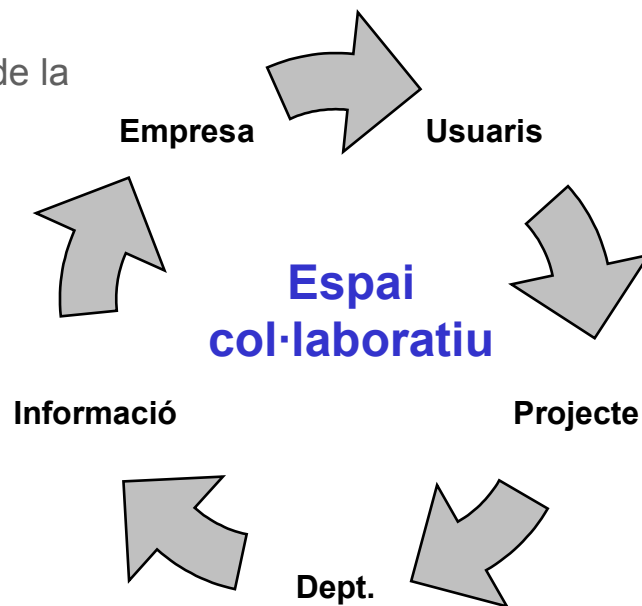 de la
Empresa
Usuaris
Espai
col·laboratiu
Informació
Projecte
Dept.